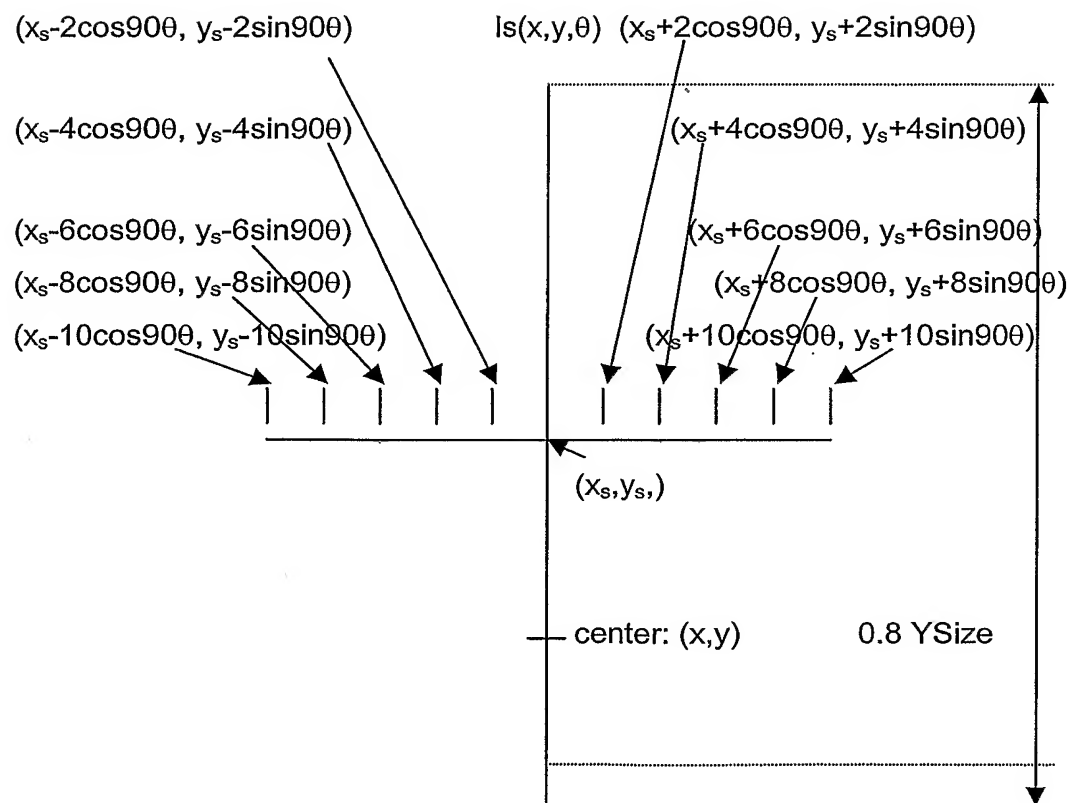 (xₛ-2cos90θ, yₛ-2sin90θ) ls(x,y,θ) (xₛ+2cos90θ, yₛ+2sin90θ)
(xₛ-4cos90θ, yₛ-4sin90θ) (xₛ+4cos90θ, yₛ+4sin90θ)
(xₛ-6cos90θ, yₛ-6sin90θ) (xₛ+6cos90θ, yₛ+6sin90θ)
(xₛ-8cos90θ, yₛ-8sin90θ) (xₛ+8cos90θ, yₛ+8sin90θ)
(xₛ-10cos90θ, yₛ-10sin90θ) (xₛ+10cos90θ, yₛ+10sin90θ)
(xₛ,yₛ,)
center: (x,y) 0.8 YSize